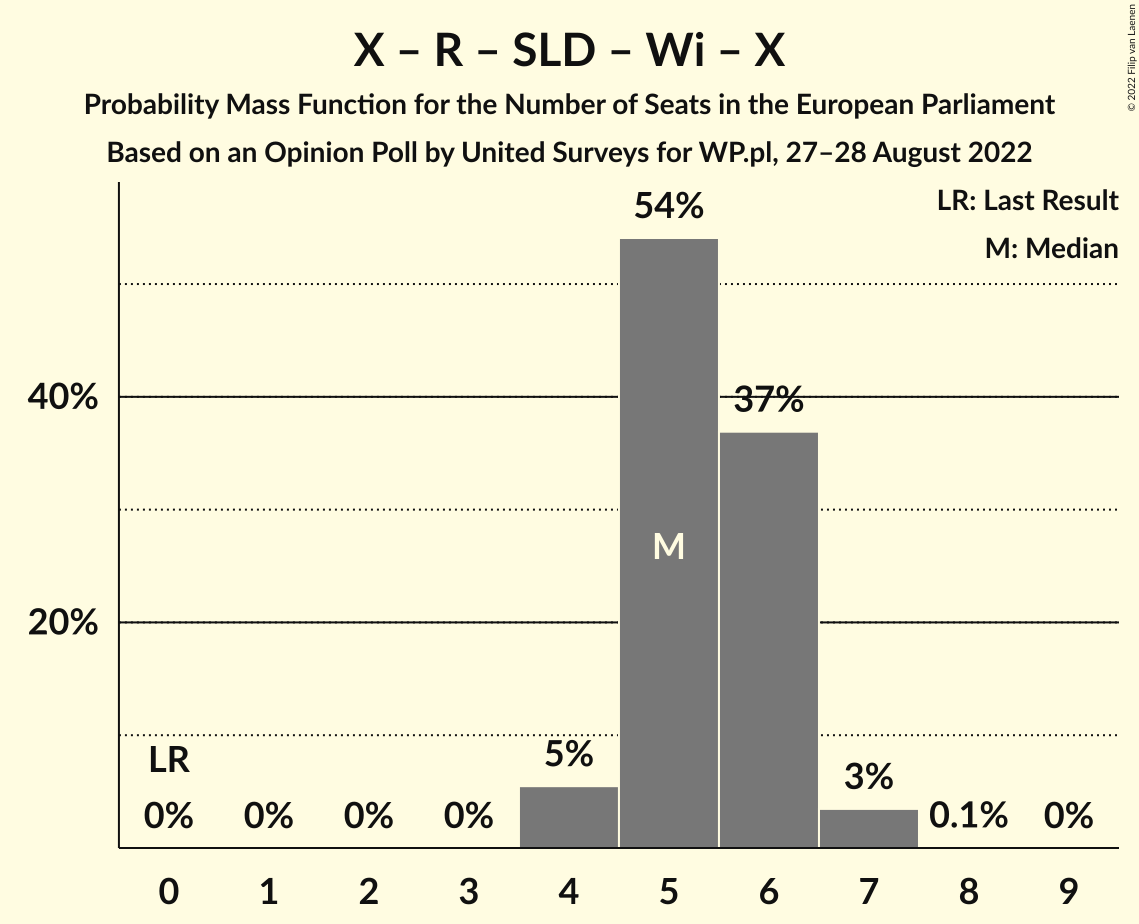 X – R – SLD – Wi – X
Probability Mass Function for the Number of Seats in the European Parliament
Based on an Opinion Poll by United Surveys for WP.pl, 27–28 August 2022
© 2022 Filip van Laenen
LR: Last Result
M: Median
54%
40%
37%
M
20%
LR
5%
3%
0% 0% 0% 0% 0.1% 0%
0 1 2 3 4 5 6 7 8 9